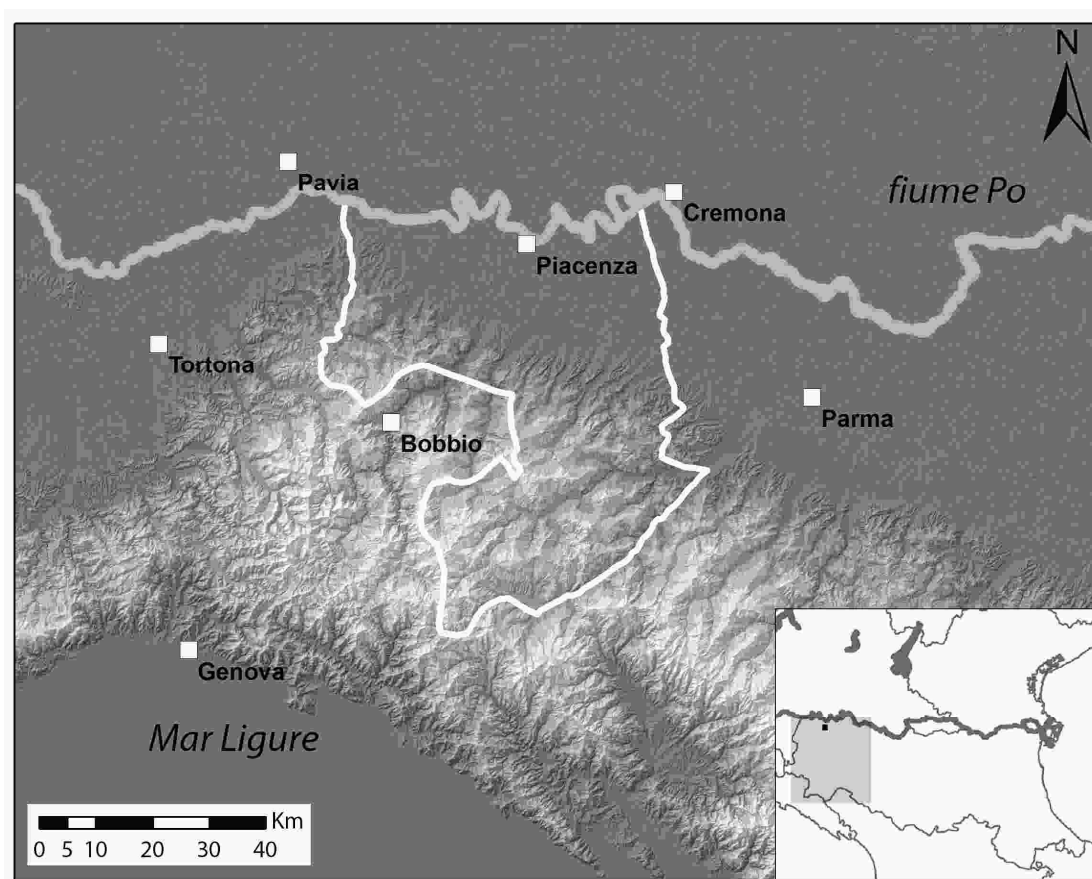 N
Pavia
fiume Po
Cremona
Piacenza
Tortona
Parma
Bobbio
Genova
Mar Ligure
Km
0 5 10 20 30 40